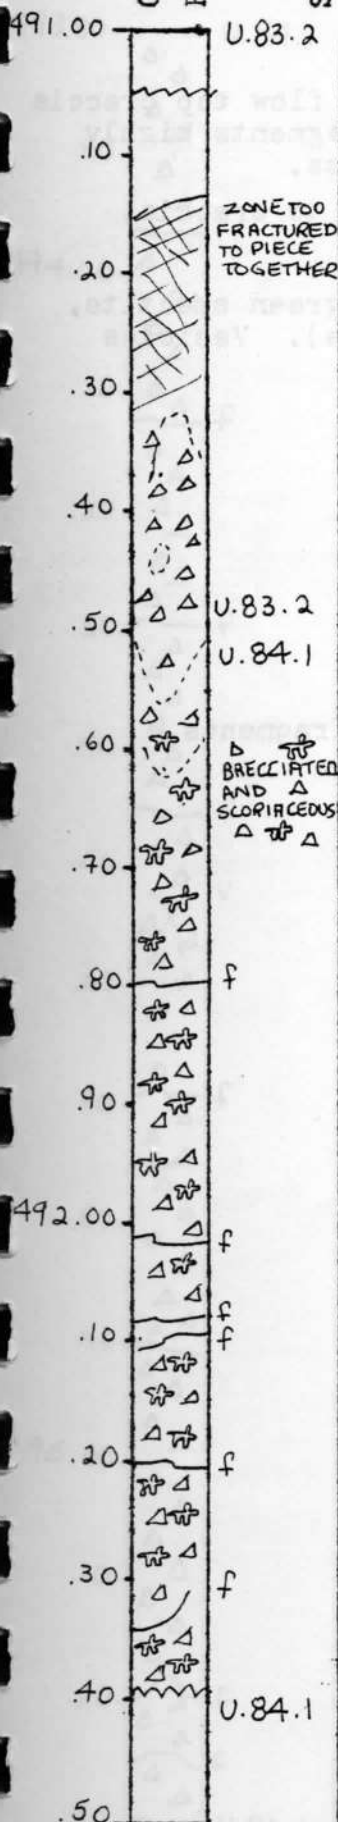 491.00
U.83.2
.10
ZONE TOO
FRACTURED
TO PIECE
TOGETHER
.20
.30
.40
U.83.2
.50
U.84.1
.60
BRECCIATED
AND
SCORIACEOUS
.70
.80
f
.90
492.00
f
f
.10
f
.20
f
.30
f
.40
U.84.1
.50